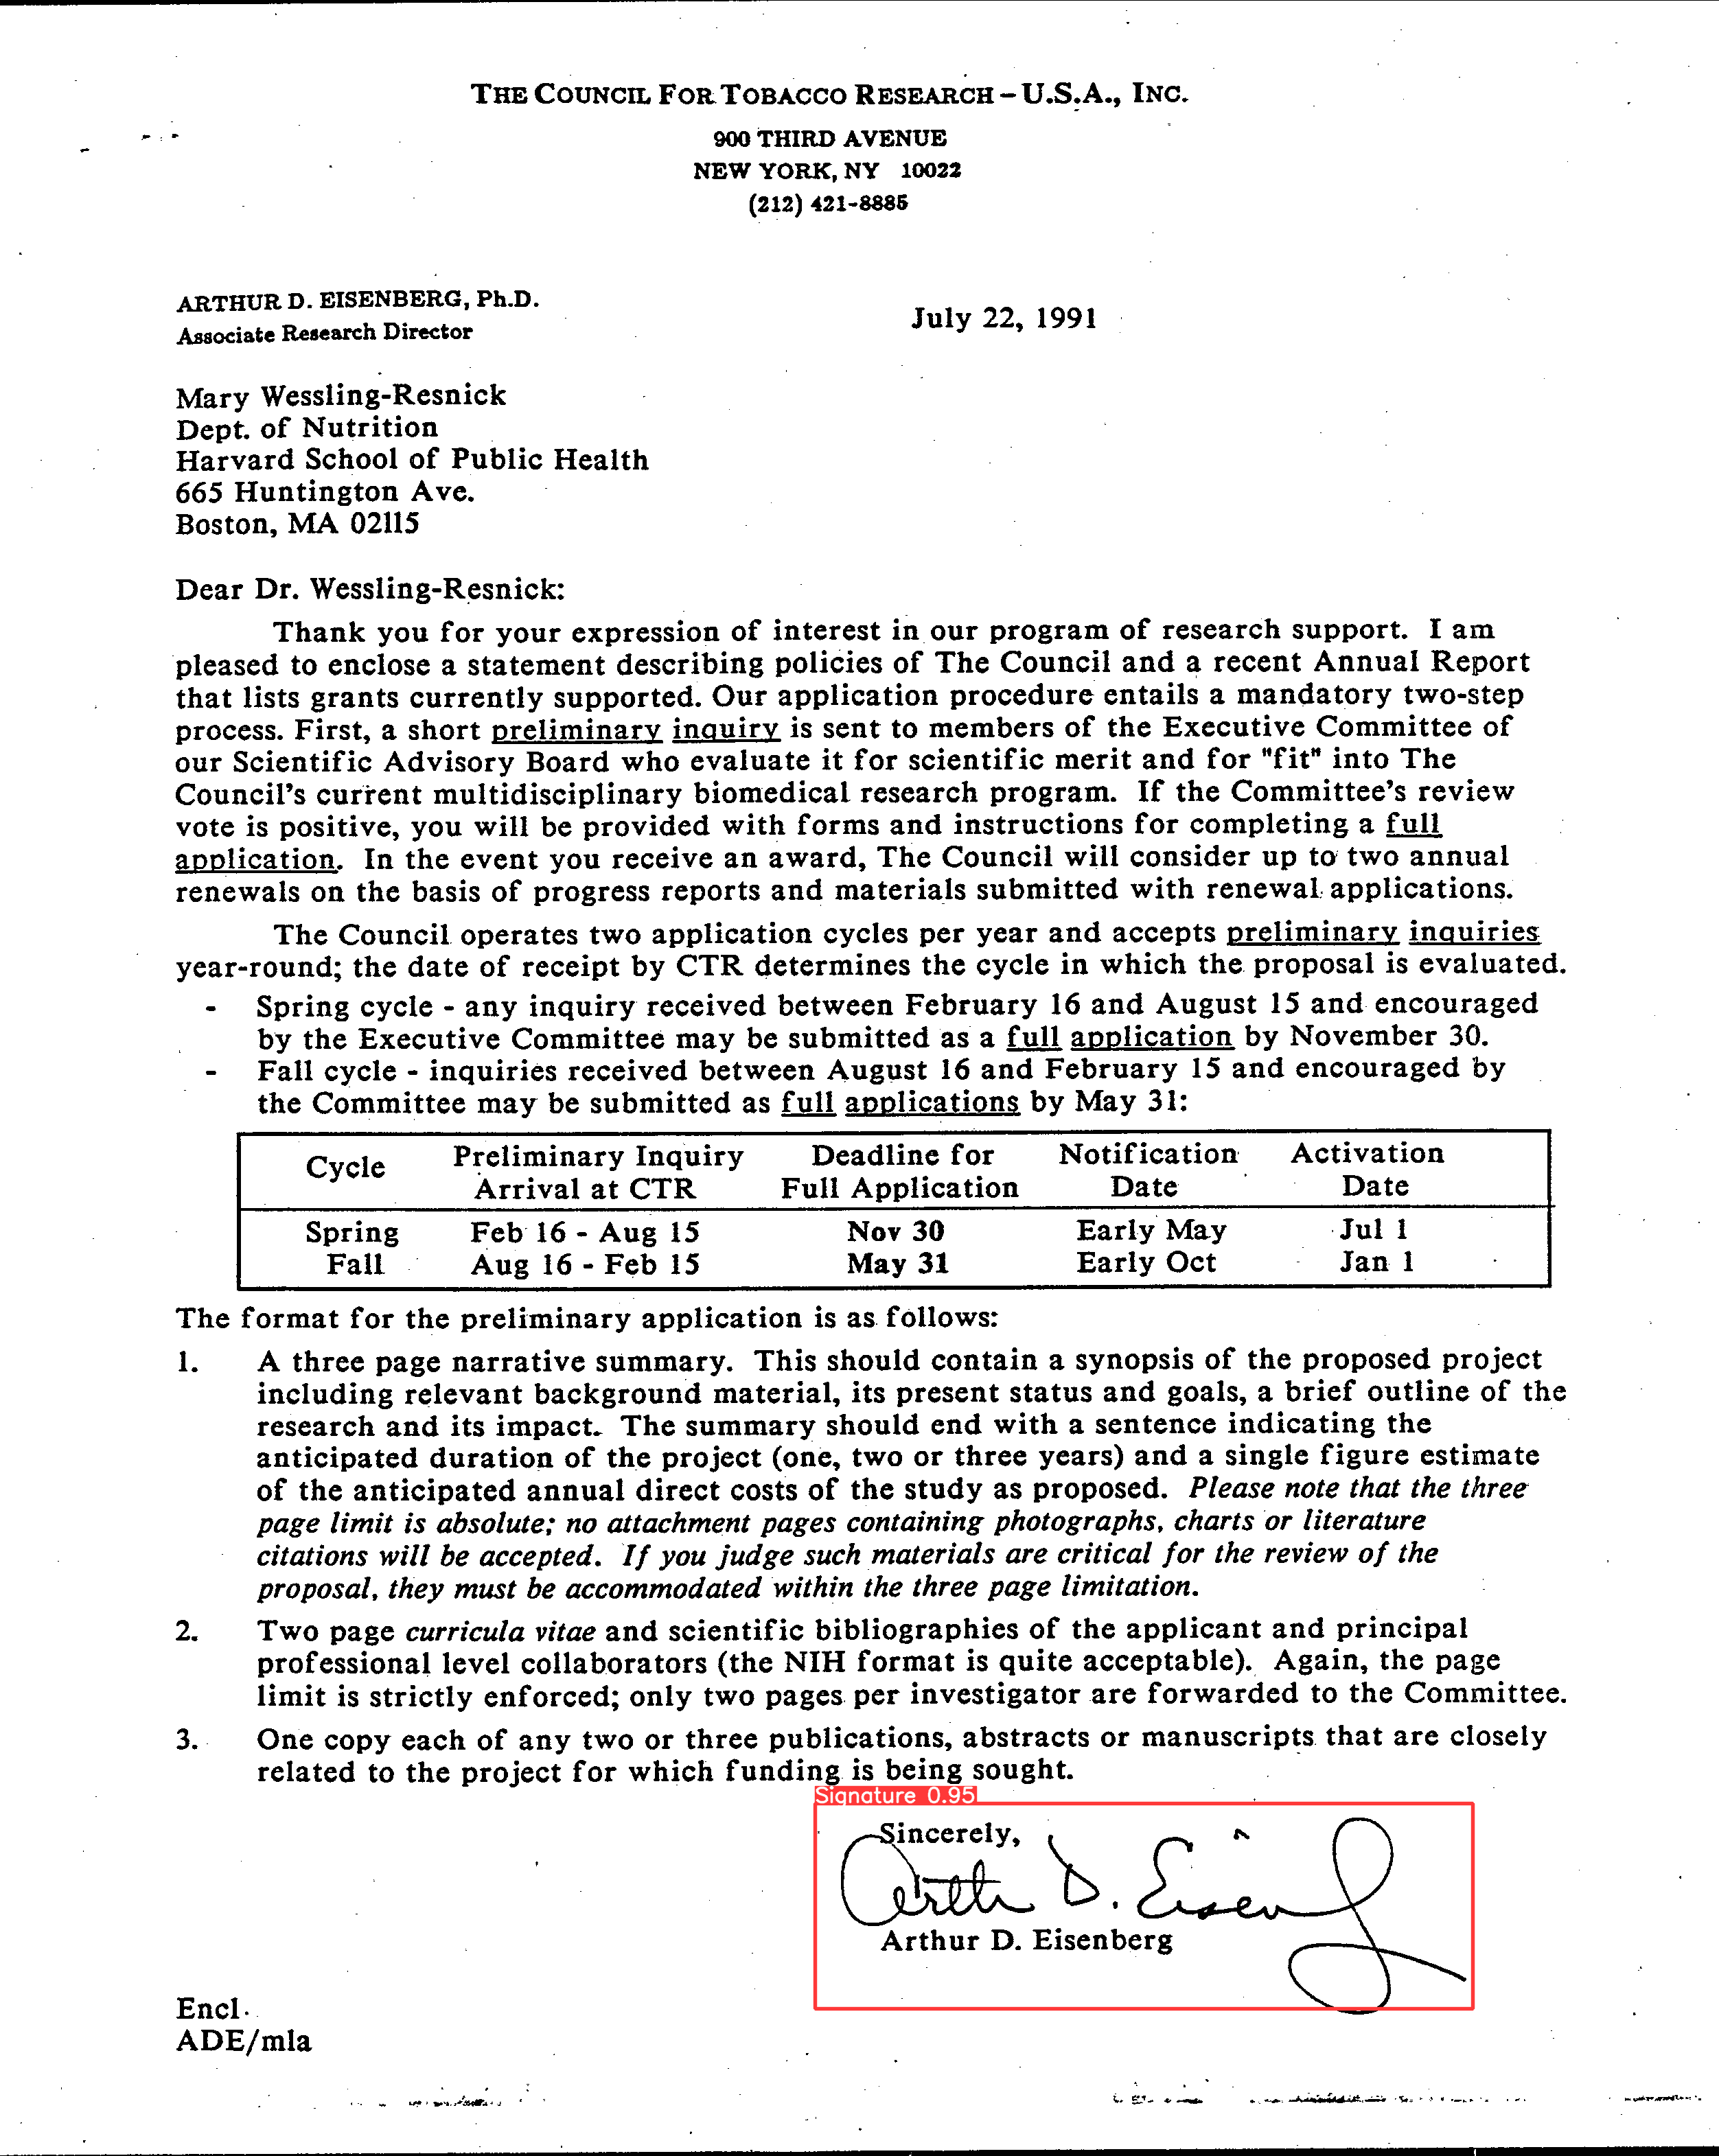 THE COUNCIL FOR TOBACCO RESEARCH – U.S.A., INC.
900 THIRD AVENUE
NEW YORK, NY 10022
(212) 421-8885
ARTHUR D. EISENBERG, Ph.D.
Associate Research Director
July 22, 1991
Mary Wessling-Resnick
Dept. of Nutrition
Harvard School of Public Health
665 Huntington Ave.
Boston, MA 02115
Dear Dr. Wessling-Resnick:
Thank you for your expression of interest in our program of research support. I am
pleased to enclose a statement describing policies of The Council and a recent Annual Report
that lists grants currently supported. Our application procedure entails a mandatory two-step
process. First, a short preliminary inquiry is sent to members of the Executive Committee of
our Scientific Advisory Board who evaluate it for scientific merit and for "fit" into The
Council's current multidisciplinary biomedical research program. If the Committee's review
vote is positive, you will be provided with forms and instructions for completing a full
application. In the event you receive an award, The Council will consider up to two annual
renewals on the basis of progress reports and materials submitted with renewal applications.
The Council operates two application cycles per year and accepts preliminary inquiries
year-round; the date of receipt by CTR determines the cycle in which the proposal is evaluated.
- Spring cycle - any inquiry received between February 16 and August 15 and encouraged
by the Executive Committee may be submitted as a full application by November 30.
- Fall cycle - inquiries received between August 16 and February 15 and encouraged by
the Committee may be submitted as full applications by May 31:
Cycle Preliminary Inquiry Deadline for Notification Activation
Arrival at CTR Full Application Date Date
Spring Feb 16 - Aug 15 Nov 30 Early May Jul 1
Fall Aug 16 - Feb 15 May 31 Early Oct Jan 1
The format for the preliminary application is as follows:
1. A three page narrative summary. This should contain a synopsis of the proposed project
including relevant background material, its present status and goals, a brief outline of the
research and its impact. The summary should end with a sentence indicating the
anticipated duration of the project (one, two or three years) and a single figure estimate
of the anticipated annual direct costs of the study as proposed. Please note that the three
page limit is absolute; no attachment pages containing photographs, charts or literature
citations will be accepted. If you judge such materials are critical for the review of the
proposal, they must be accommodated within the three page limitation.
2. Two page curricula vitae and scientific bibliographies of the applicant and principal
professional level collaborators (the NIH format is quite acceptable). Again, the page
limit is strictly enforced; only two pages per investigator are forwarded to the Committee.
3. One copy each of any two or three publications, abstracts or manuscripts that are closely
related to the project for which funding is being sought.
Signature 0.95
Sincerely,
Arthur D. Eisenberg
Encl.
ADE/mla